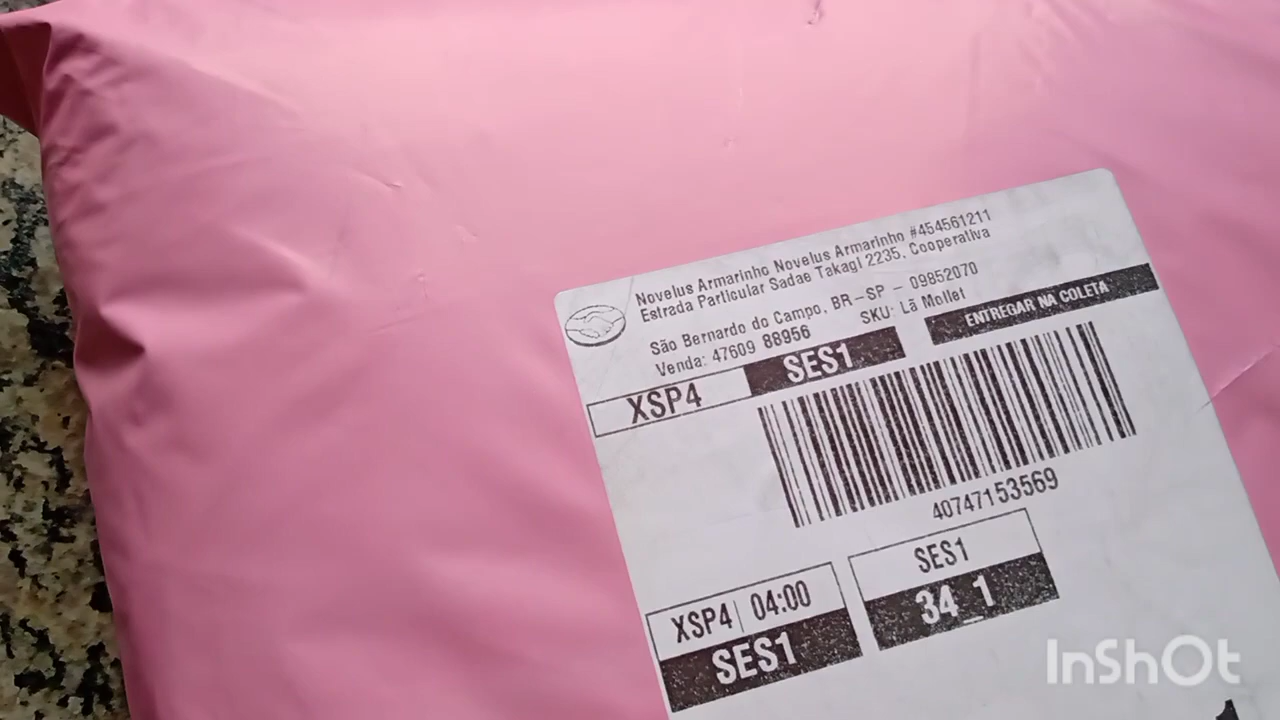 Novelus Armarinho Novelus Armarinho #454561211
Estrada Particular Sadae Takagi 2235, Cooperativa
São Bernardo do Campo, BR-SP - 09852070
Venda: 47609 88956 SKU: Lã Mollet
XSP4 SES1 ENTREGAR NA COLETA
40747153569
XSP4 04:00 SES1
SES1 34_1
InShOt